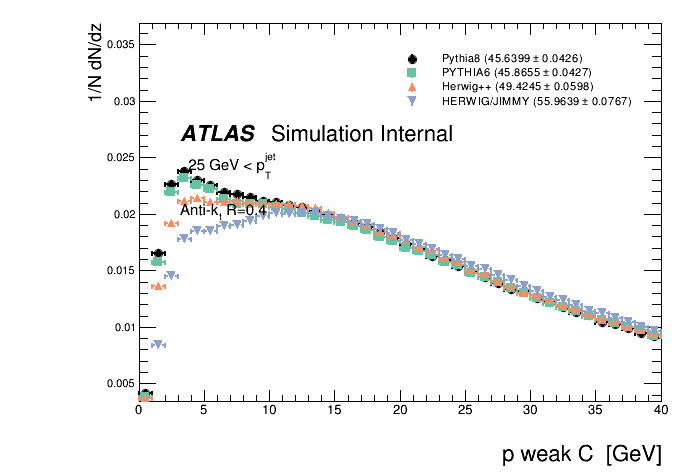 1/N dN/dz
0.035
0.03
0.025
0.02
0.015
0.01
0.005
Pythia8 (45.6399 ± 0.0426)
PYTHIA6 (45.8655 ± 0.0427)
Herwig++ (49.4245 ± 0.0598)
HERWIG/JIMMY (55.9639 ± 0.0767)
ATLAS Simulation Internal
25 GeV < p_T^jet
Anti-k_t R=0.4
0 5 10 15 20 25 30 35 40
p weak C [GeV]